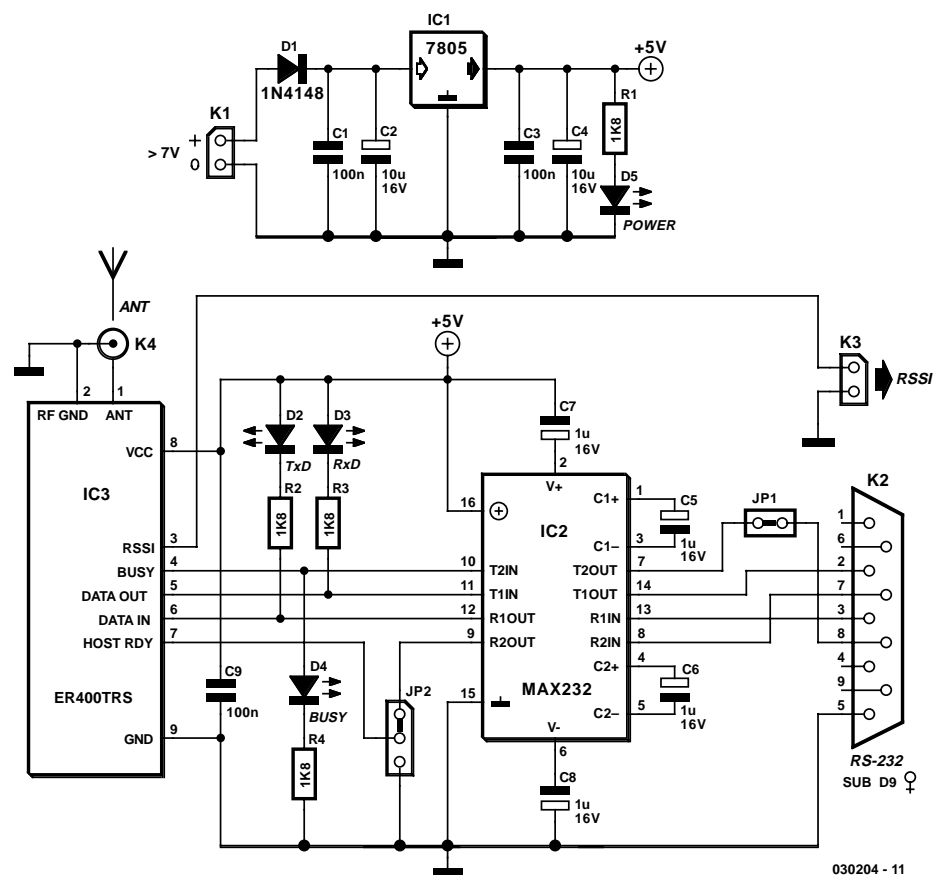 IC1
D1
7805
+5V
1N4148
R1
1K8
K1
+
> 7V
0
C1
100n
C2
10u
16V
C3
100n
C4
10u
16V
D5
POWER
ANT
K4
+5V
K3
RSSI
2
1
RF GND
ANT
8
VCC
IC3
3
RSSI
4
BUSY
5
DATA OUT
6
DATA IN
7
HOST RDY
ER400TRS
9
GND
D2
TxD
D3
RxD
R2
1K8
R3
1K8
C9
100n
D4
BUSY
R4
1K8
JP2
C7
1u
16V
2
V+
16
IC2
C1+
1
C5
1u
16V
C1–
3
10
T2IN
T2OUT
7
11
T1IN
T1OUT
14
12
R1OUT
R1IN
13
9
R2OUT
R2IN
8
C2+
4
C6
1u
16V
15
MAX232
C2–
5
V-
6
C8
1u
16V
JP1
K2
1
6
2
7
3
8
4
9
5
RS-232
SUB D9 ♀
030204 - 11